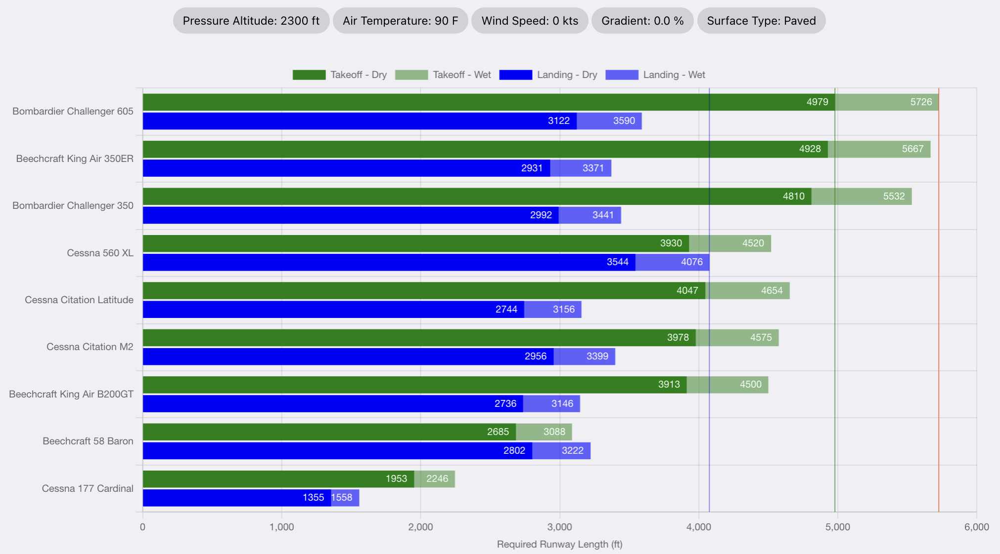 Pressure Altitude: 2300 ft Air Temperature: 90 F Wind Speed: 0 kts Gradient: 0.0 % Surface Type: Paved
Takeoff - Dry Takeoff - Wet Landing - Dry Landing - Wet
Bombardier Challenger 605
4979 5726
3122 3590
Beechcraft King Air 350ER
4928 5667
2931 3371
Bombardier Challenger 350
4810 5532
2992 3441
Cessna 560 XL
3930 4520
3544 4076
Cessna Citation Latitude
4047 4654
2744 3156
Cessna Citation M2
3978 4575
2956 3399
Beechcraft King Air B200GT
3913 4500
2736 3146
Beechcraft 58 Baron
2685 3088
2802 3222
Cessna 177 Cardinal
1953 2246
1355 1558
0 1,000 2,000 3,000 4,000 5,000 6,000
Required Runway Length (ft)